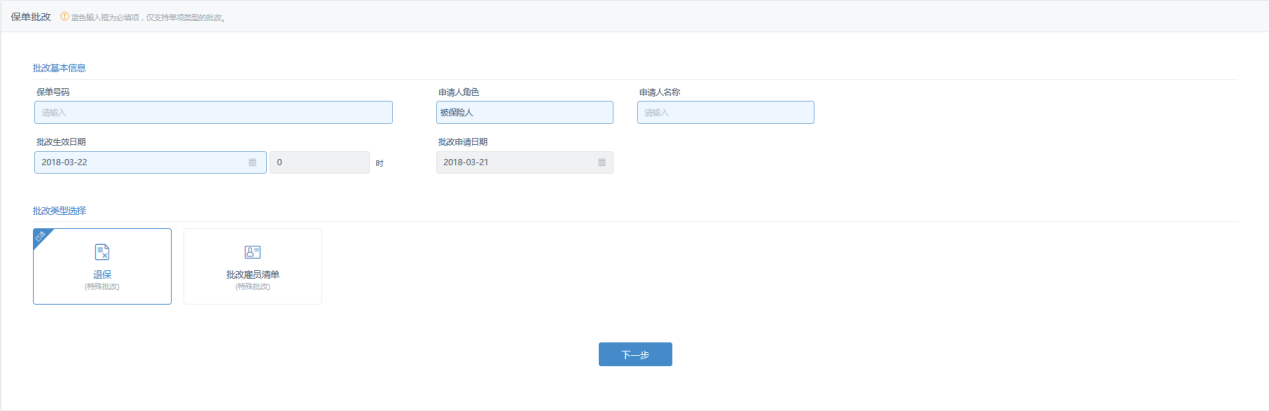 保单批改 蓝色输入框为必填项，仅支持单项类型的批改。
批改基本信息
保单号码 申请人角色 申请人名称
请输入 被保险人 请输入
批改生效日期 批改申请日期
2018-03-22 0 时 2018-03-21
批改类型选择
已选
退保 批改雇员清单
(特殊批改) (特殊批改)
下一步